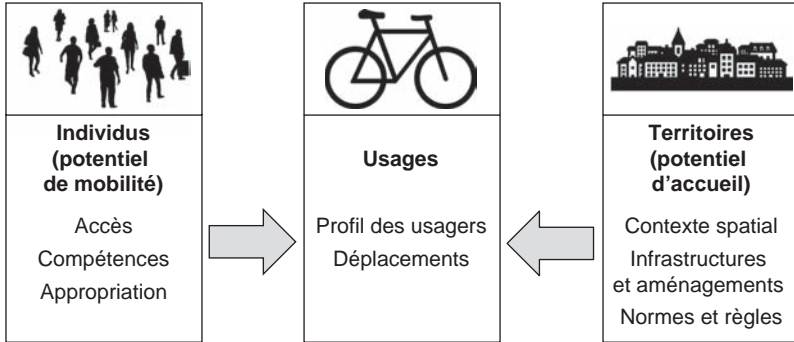 Individus
(potentiel
de mobilité)
Accès
Compétences
Appropriation
Usages
Profil des usagers
Déplacements
Territoires
(potentiel
d’accueil)
Contexte spatial
Infrastructures
et aménagements
Normes et règles